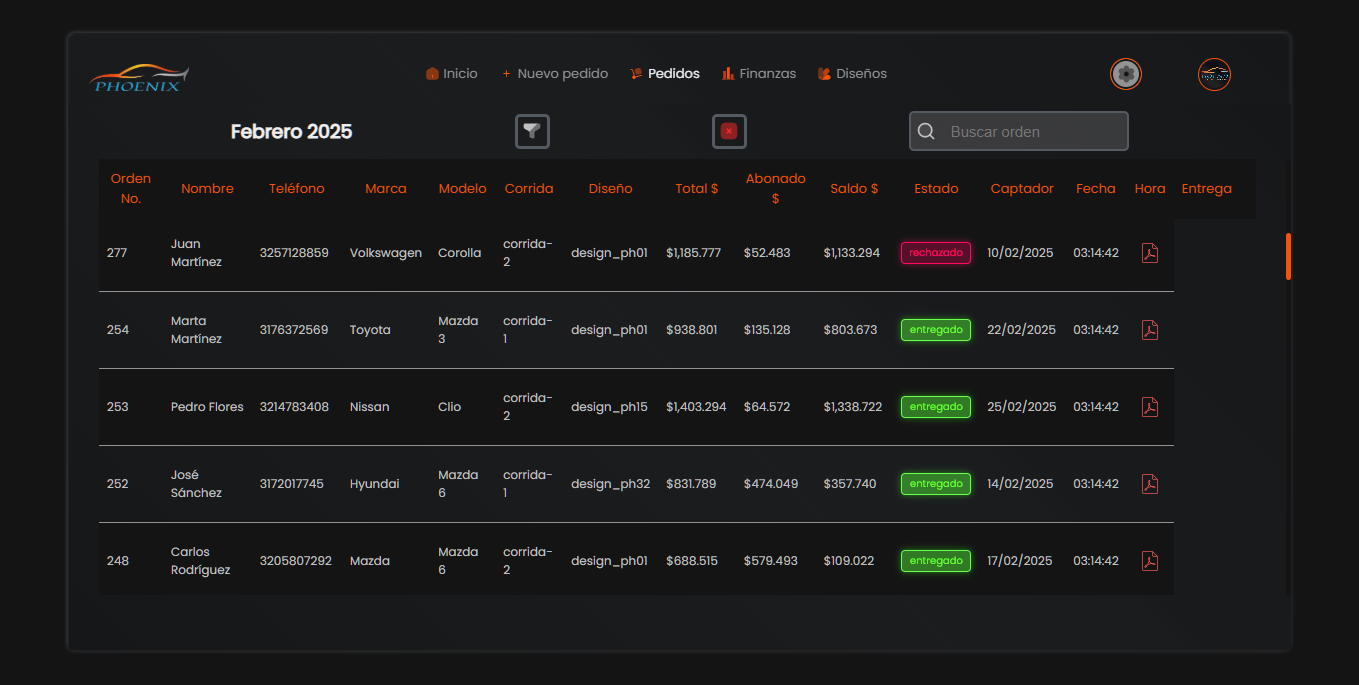 PHOENIX
Inicio + Nuevo pedido Pedidos Finanzas Diseños
Febrero 2025 Buscar orden
Orden No. Nombre Teléfono Marca Modelo Corrida Diseño Total $ Abonado $ Saldo $ Estado Captador Fecha Hora Entrega
277 Juan Martínez 3257128859 Volkswagen Corolla corrida-2 design_ph01 $1,185.777 $52.483 $1,133.294 rechazado 10/02/2025 03:14:42
254 Marta Martínez 3176372569 Toyota Mazda 3 corrida-1 design_ph01 $938.801 $135.128 $803.673 entregado 22/02/2025 03:14:42
253 Pedro Flores 3214783408 Nissan Clio corrida-2 design_ph15 $1,403.294 $64.572 $1,338.722 entregado 25/02/2025 03:14:42
252 José Sánchez 3172017745 Hyundai Mazda 6 corrida-1 design_ph32 $831.789 $474.049 $357.740 entregado 14/02/2025 03:14:42
248 Carlos Rodríguez 3205807292 Mazda Mazda 6 corrida-2 design_ph01 $688.515 $579.493 $109.022 entregado 17/02/2025 03:14:42